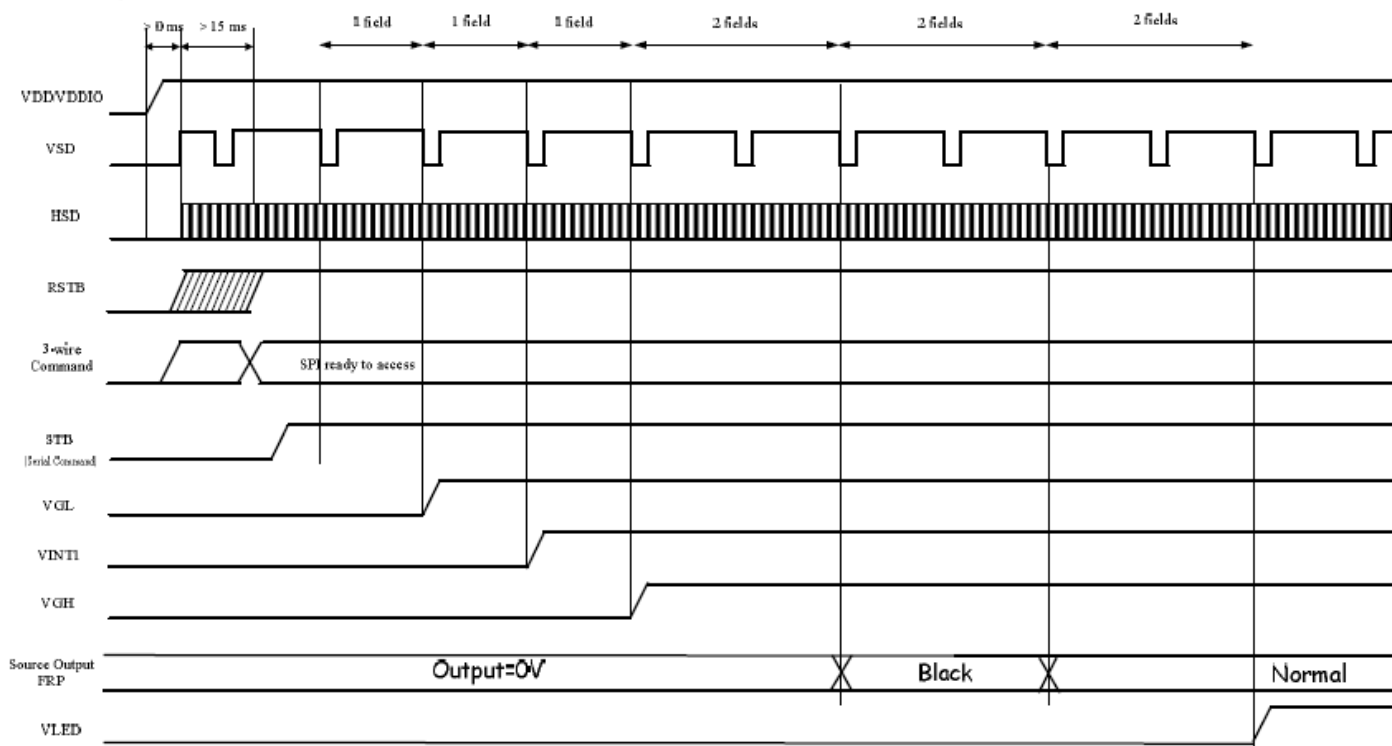 > 0 ms
> 15 ms
1 field
1 field
1 field
2 fields
2 fields
2 fields
VDD/VDDIO
VSD
HSD
RSTB
3-wire
Command
SPI ready to access
STB
(Serial Command)
VGL
VINT1
VGH
Source Output
FRP
Output=0V
Black
Normal
VLED